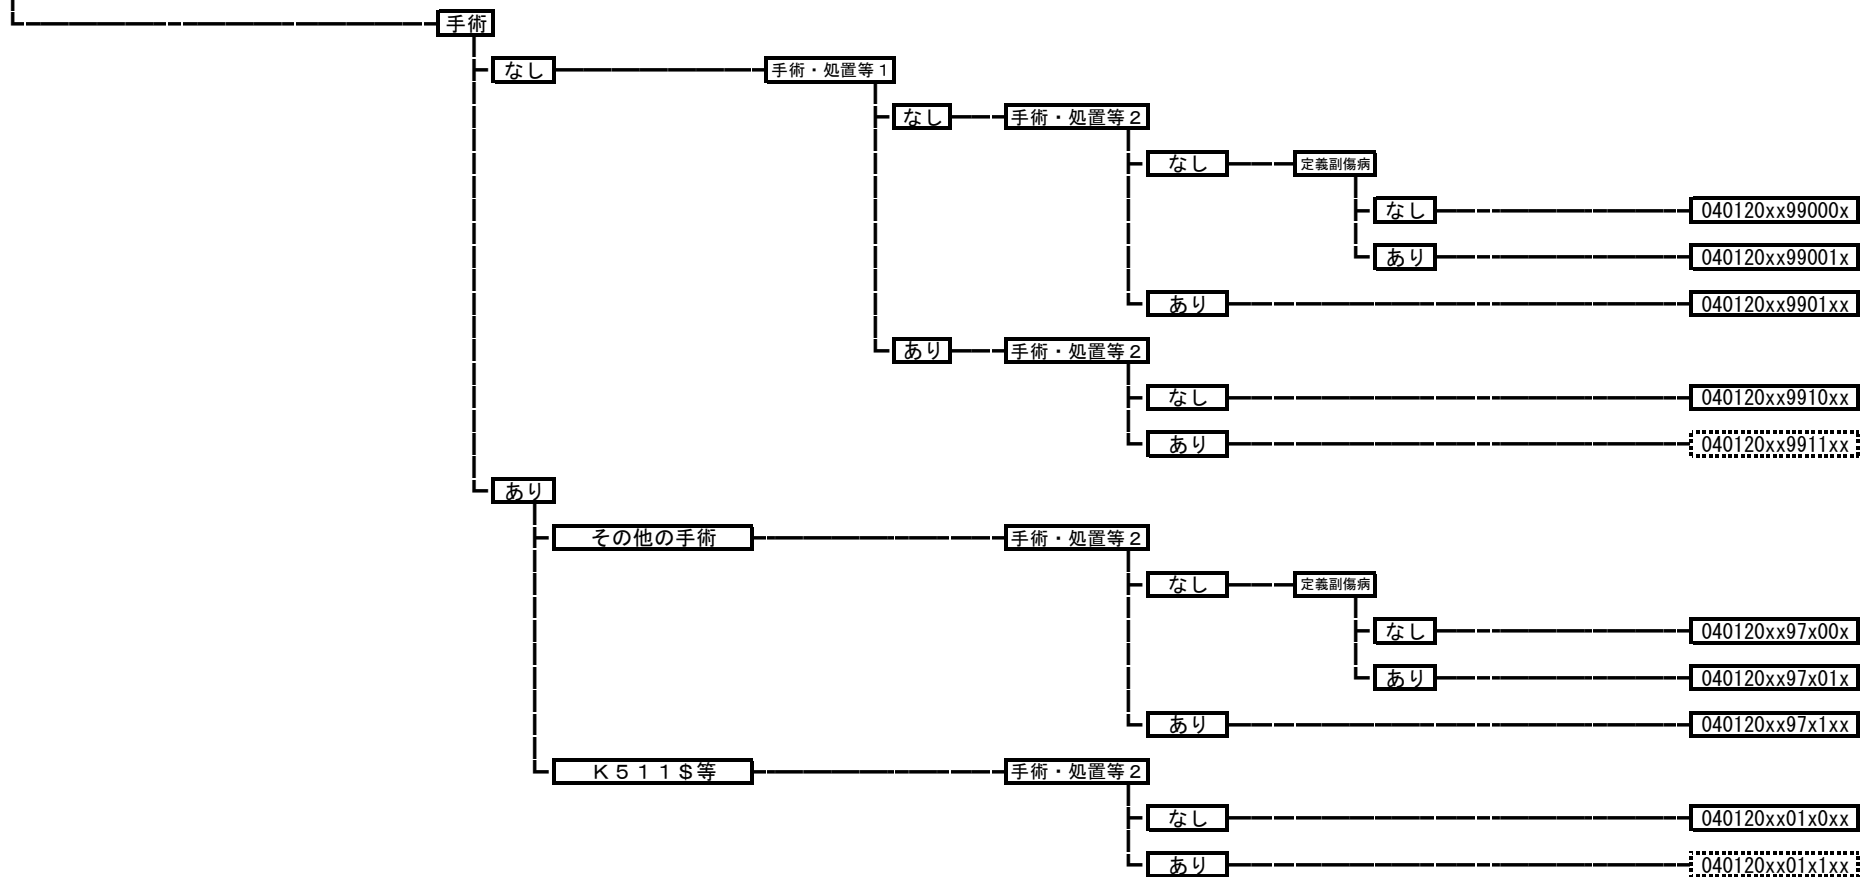 手術
なし 手術・処置等１
なし 手術・処置等２
なし 定義副傷病
なし 040120xx99000x
あり 040120xx99001x
あり 040120xx9901xx
あり 手術・処置等２
なし 040120xx9910xx
あり 040120xx9911xx
あり
その他の手術 手術・処置等２
なし 定義副傷病
なし 040120xx97x00x
あり 040120xx97x01x
あり 040120xx97x1xx
Ｋ５１１＄等 手術・処置等２
なし 040120xx01x0xx
あり 040120xx01x1xx